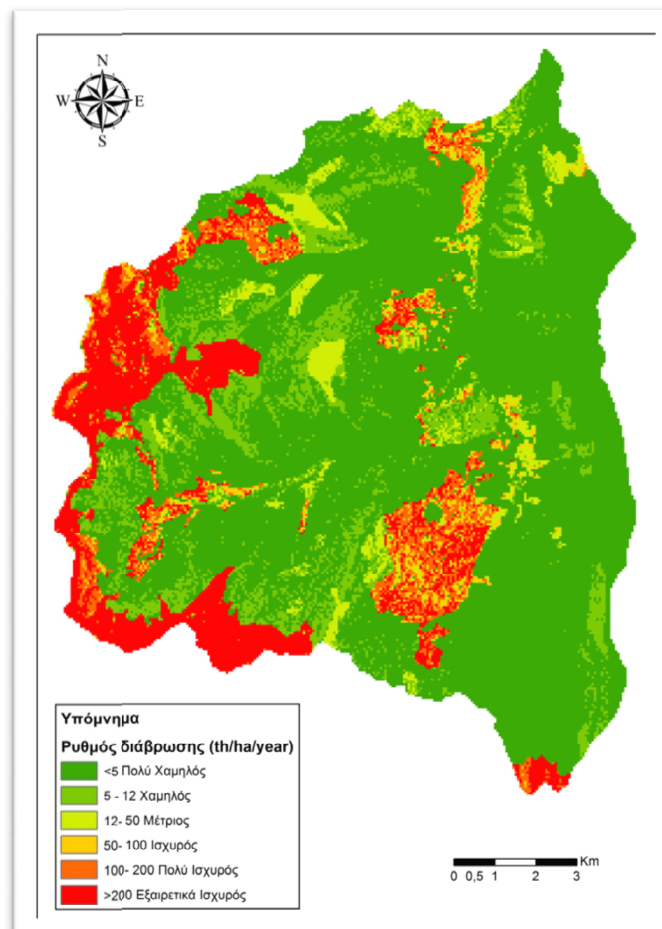 N
W E
S
Υπόμνημα
Ρυθμός διάβρωσης (th/ha/year)
<5 Πολύ Χαμηλός
5 - 12 Χαμηλός
12- 50 Μέτριος
50- 100 Ισχυρός
100- 200 Πολύ Ισχυρός
>200 Εξαιρετικά Ισχυρός
Km
0 0,5 1 2 3